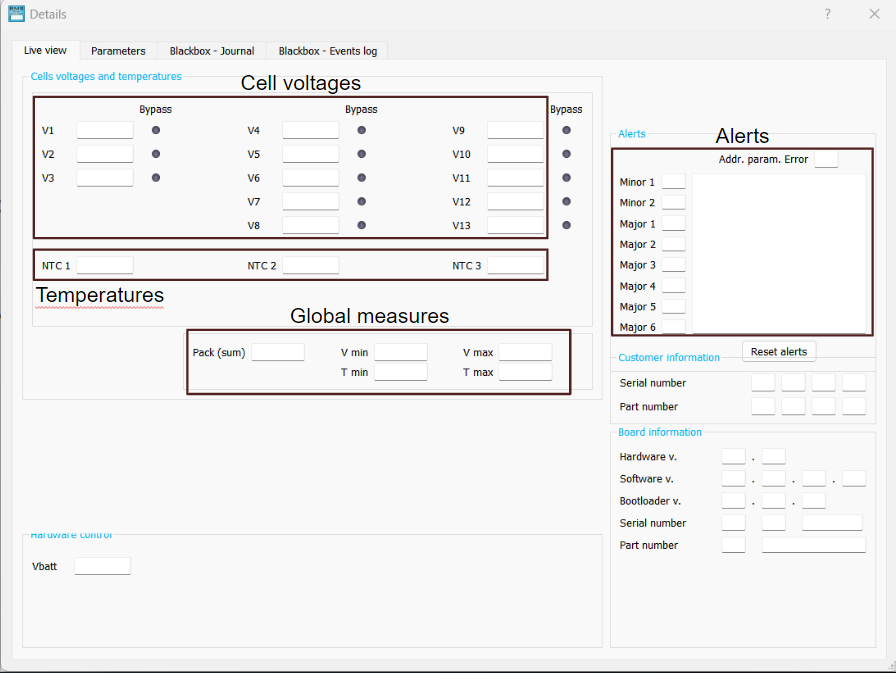 Details
Live view Parameters Blackbox - Journal Blackbox - Events log
Cells voltages and temperatures
Cell voltages
Bypass Bypass Bypass
V1 V4 V9
V2 V5 V10
V3 V6 V11
V7 V12
V8 V13
NTC 1 NTC 2 NTC 3
Temperatures
Global measures
Pack (sum) V min V max
T min T max
Hardware control
Vbatt
Alerts
Alerts
Addr. param. Error
Minor 1
Minor 2
Major 1
Major 2
Major 3
Major 4
Major 5
Major 6
Reset alerts
Customer information
Serial number
Part number
Board information
Hardware v. .
Software v. . . .
Bootloader v. . .
Serial number
Part number